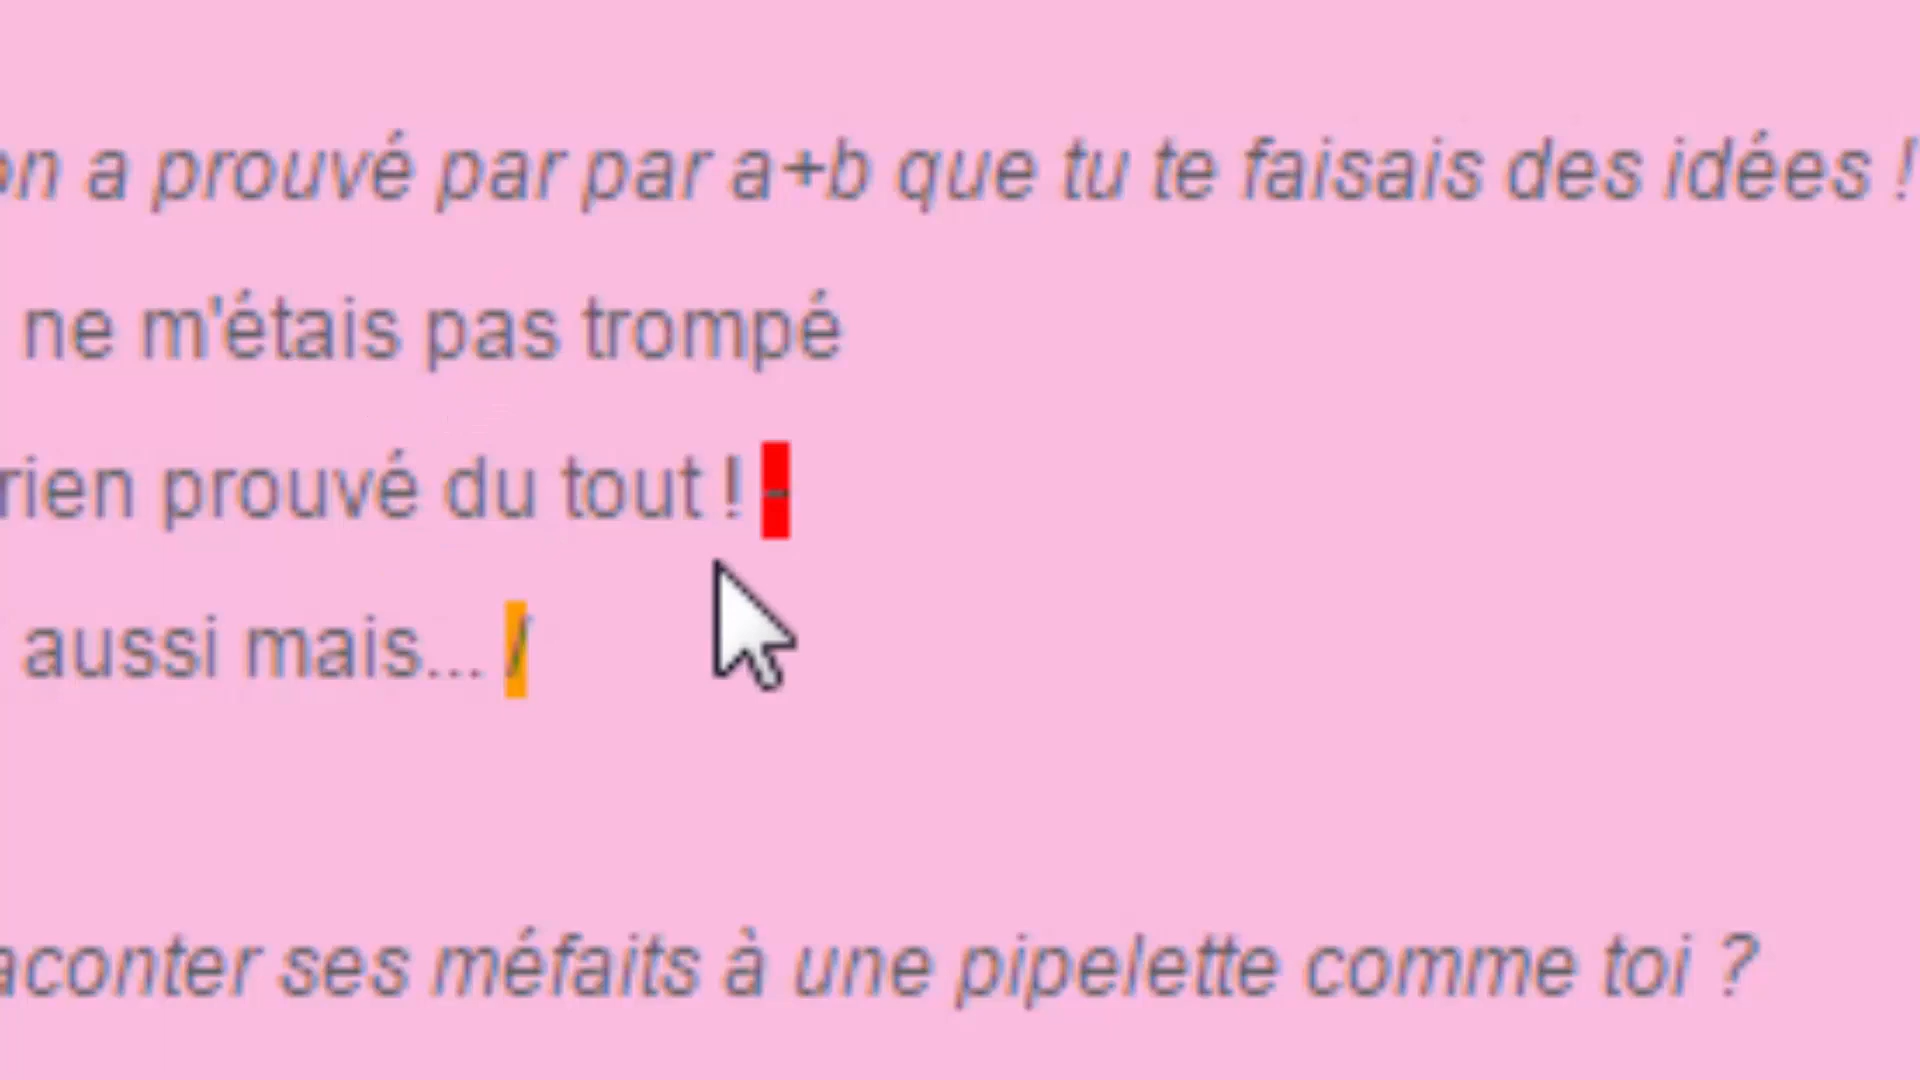 on a prouvé par par a+b que tu te faisais des idées !
ne m'étais pas trompé
rien prouvé du tout ! -
aussi mais... /
aconter ses méfaits à une pipelette comme toi ?